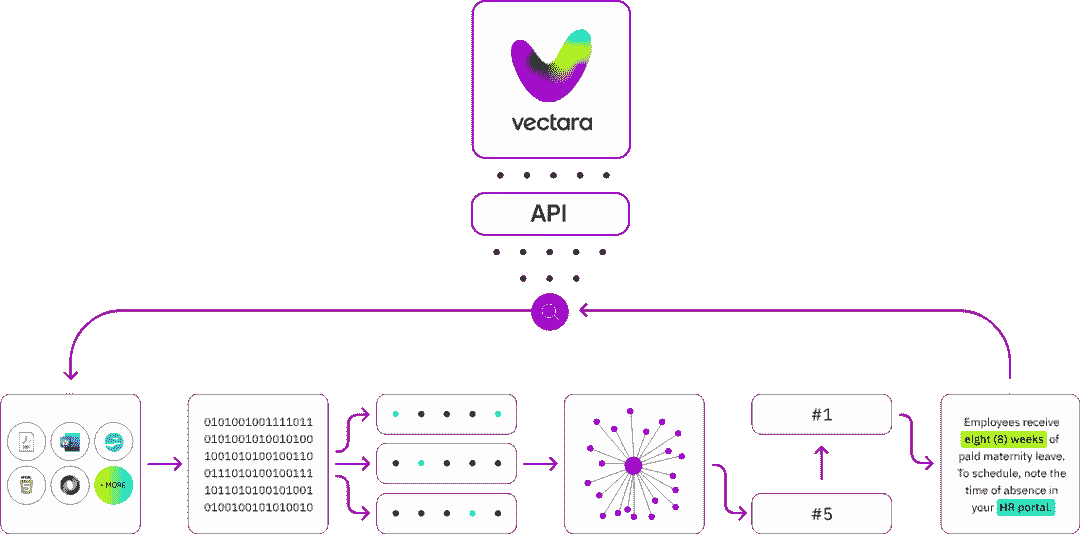 vectara
API
+ MORE
0101001001111011
0101001010010100
1001010100100110
0111010100100111
1011010100101001
0100100101010010
#1
#5
Employees receive
eight (8) weeks of
paid maternity leave.
To schedule, note the
time of absence in
your HR portal.